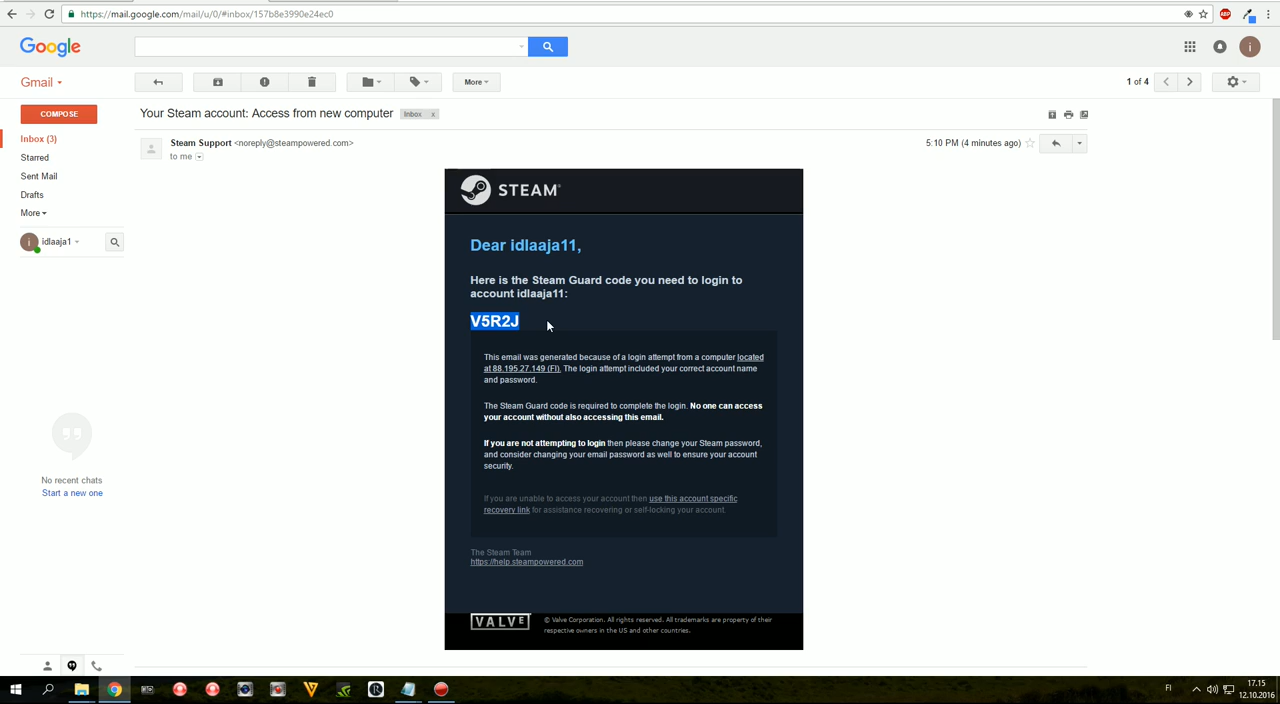 https://mail.google.com/mail/u/0/#inbox/157b8e3990e24ec0
ABP
Google
i
Gmail
More
1 of 4
COMPOSE
Your Steam account: Access from new computer Inbox x
Inbox (3)
Steam Support <noreply@steampowered.com>
5:10 PM (4 minutes ago)
to me
Starred
Sent Mail
Drafts
More
i idlaaja1
STEAM
Dear idlaaja11,
Here is the Steam Guard code you need to login to
account idlaaja11:
V5R2J
This email was generated because of a login attempt from a computer located
at 88.195.27.149 (FI). The login attempt included your correct account name
and password.
The Steam Guard code is required to complete the login. No one can access
your account without also accessing this email.
If you are not attempting to login then please change your Steam password,
and consider changing your email password as well to ensure your account
security.
If you are unable to access your account then use this account specific
recovery link for assistance recovering or self-locking your account.
The Steam Team
https://help.steampowered.com
VALVE
© Valve Corporation. All rights reserved. All trademarks are property of their
respective owners in the US and other countries.
No recent chats
Start a new one
FI
17.15
12.10.2016